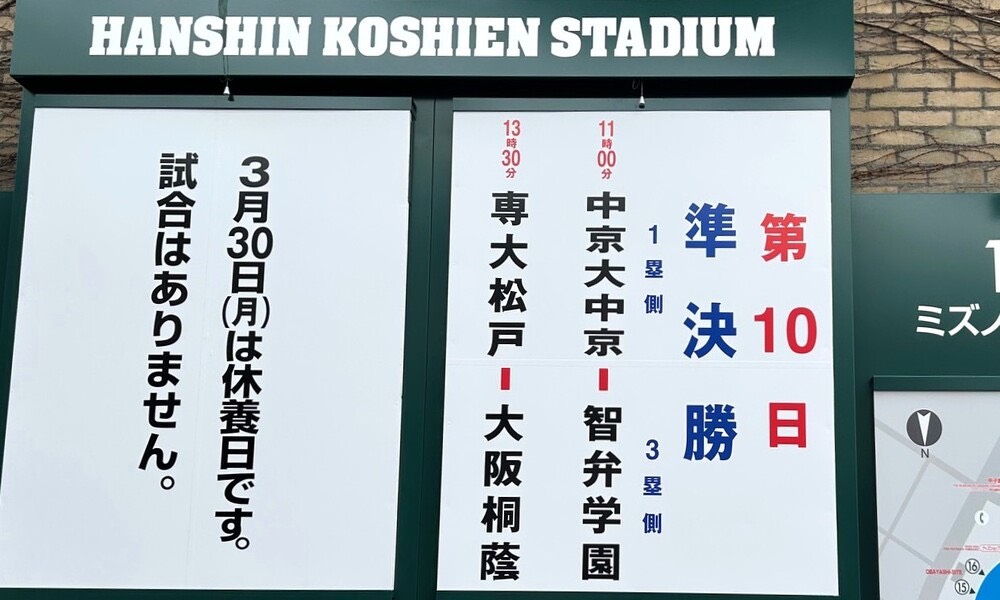 HANSHIN KOSHIEN STADIUM
第10日
準決勝
1塁側
3塁側
11時00分
中京大中京 - 智弁学園
13時30分
専大松戸 - 大阪桐蔭
3月30日(月)は休養日です。
試合はありません。
ミズノ
N
16
15